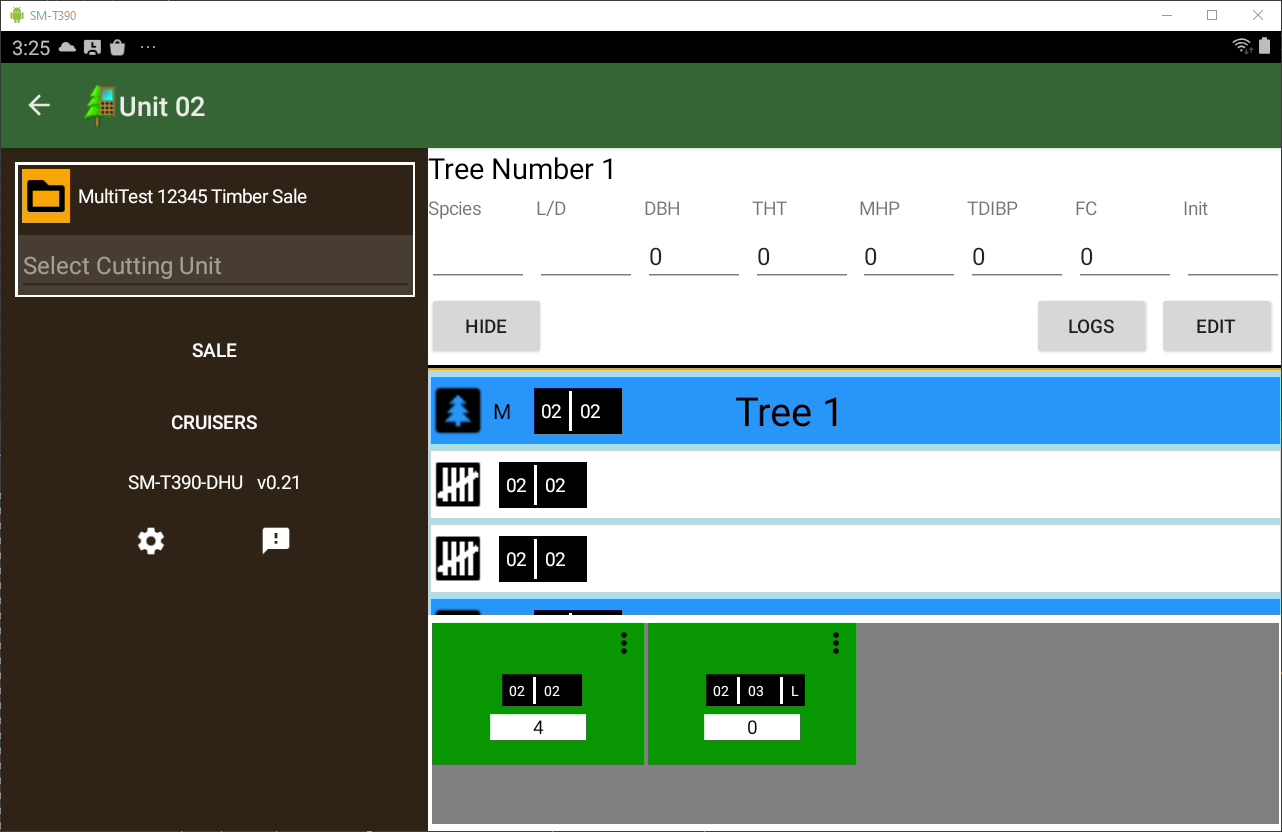 SM-T390
3:25
Unit 02
MultiTest 12345 Timber Sale
Select Cutting Unit
SALE
CRUISERS
SM-T390-DHU v0.21
Tree Number 1
Spcies L/D DBH THT MHP TDIBP FC Init
0 0 0 0 0
HIDE LOGS EDIT
M 02 02 Tree 1
02 02
02 02
02 02
4
02 03 L
0